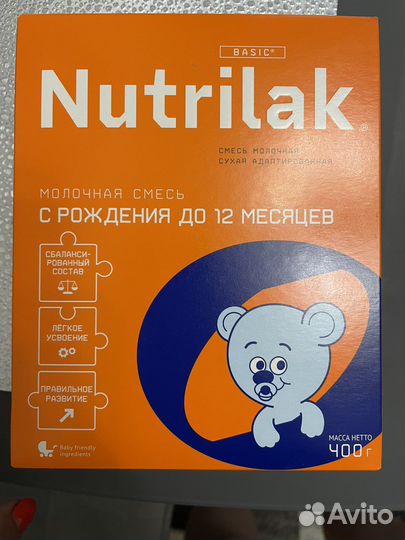 BASIC®
Nutrilak®
СМЕСЬ МОЛОЧНАЯ
СУХАЯ АДАПТИРОВАННАЯ
МОЛОЧНАЯ СМЕСЬ
С РОЖДЕНИЯ ДО 12 МЕСЯЦЕВ
СБАЛАНСИ-
РОВАННЫЙ
СОСТАВ
ЛЁГКОЕ
УСВОЕНИЕ
ПРАВИЛЬНОЕ
РАЗВИТИЕ
Baby friendly
ingredients
МАССА НЕТТО
400 г
Avito